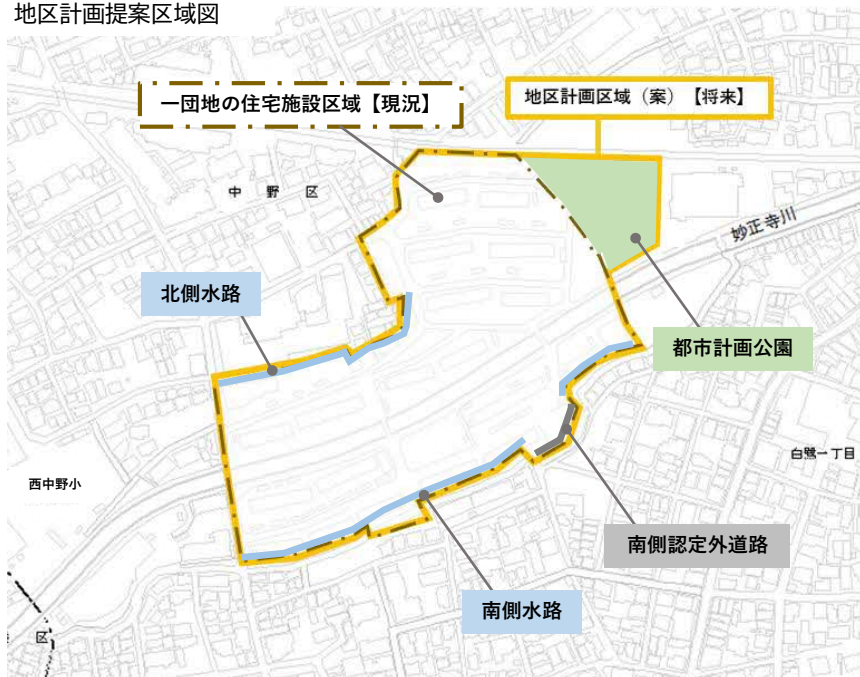 地区計画提案区域図
一団地の住宅施設区域【現況】
地区計画区域（案）【将来】
中野区
妙正寺川
北側水路
都市計画公園
白鷺一丁目
西中野小
南側認定外道路
南側水路
区